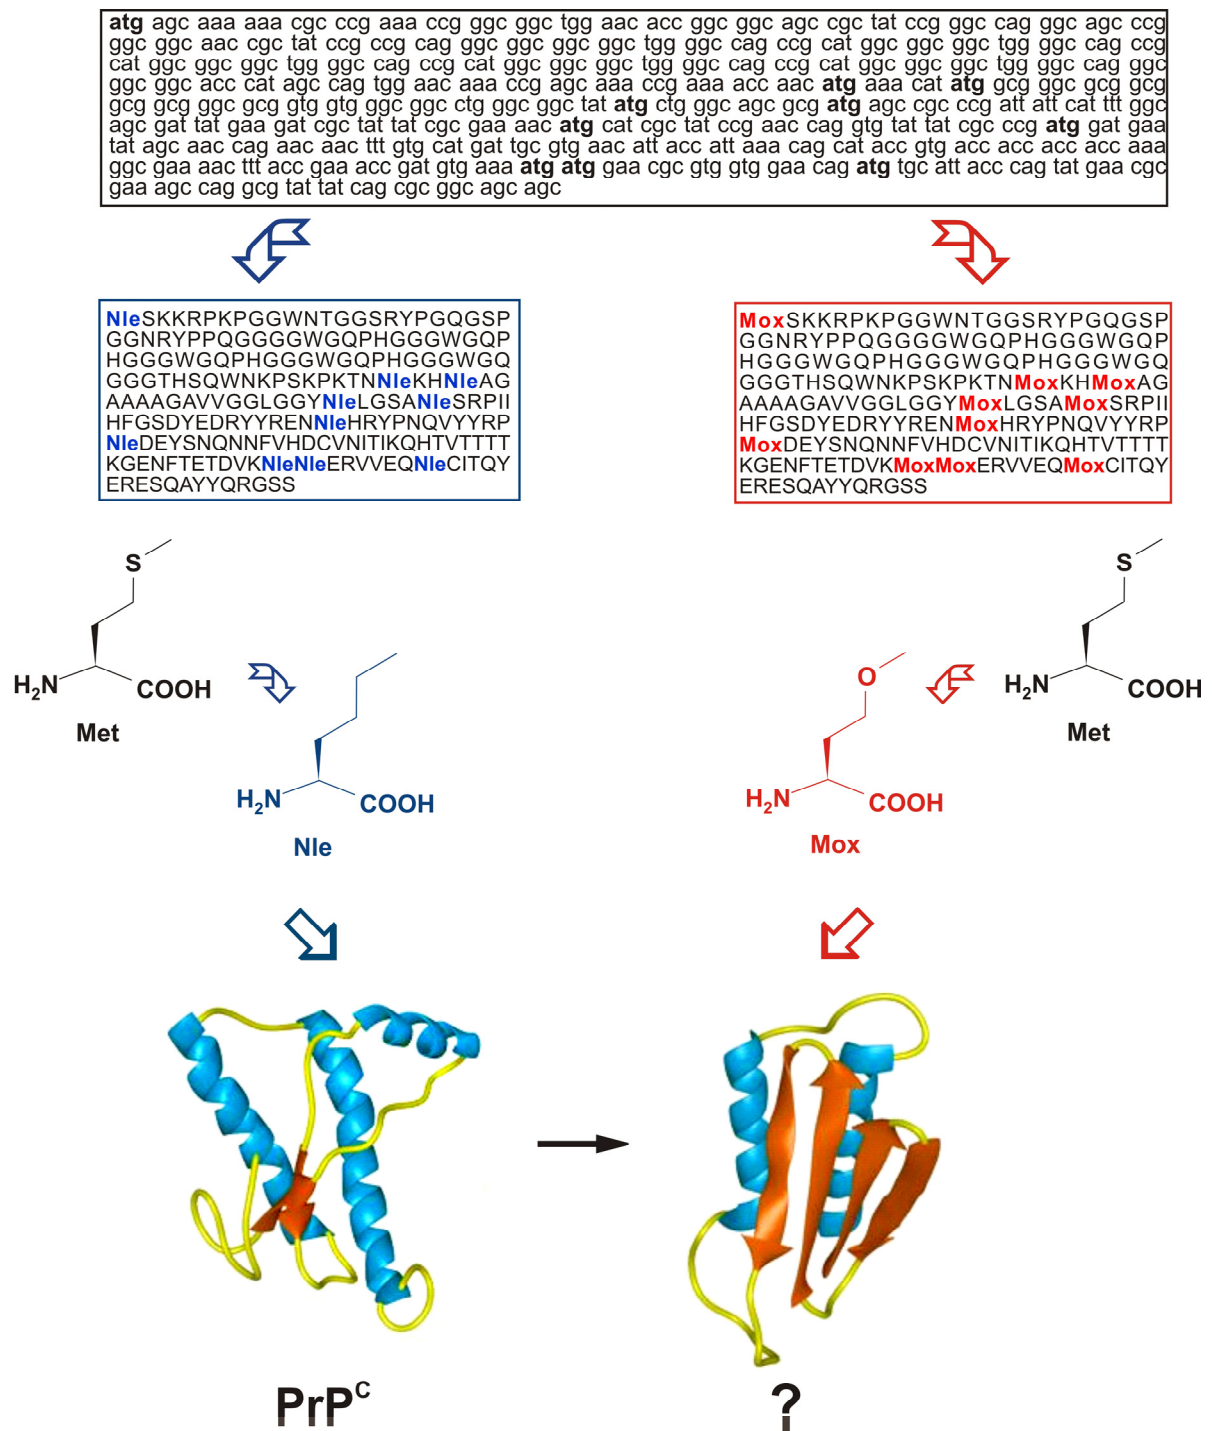 atg agc aaa aaa cgc ccg aaa ccg ggc ggc tgg aac acc ggc ggc agc cgc tat ccg ggc cag ggc agc ccg
ggc ggc aac cgc tat ccg ccg cag ggc ggc ggc ggc tgg ggc cag ccg cat ggc ggc ggc tgg ggc cag ccg
cat ggc ggc ggc tgg ggc cag ccg cat ggc ggc ggc tgg ggc cag ccg cat ggc ggc ggc tgg ggc cag ggc
ggc ggc acc cat agc cag tgg aac aaa ccg agc aaa ccg aaa acc aac atg aaa cat atg gcg ggc gcg gcg
gcg gcg ggc gcg gtg gtg ggc ggc ctg ggc ggc tat atg ctg ggc agc gcg atg agc cgc ccg att att cat ttt ggc
agc gat tat gaa gat cgc tat tat cgc gaa aac atg cat cgc tat ccg aac cag gtg tat tat cgc ccg atg gat gaa
tat agc aac cag aac aac ttt gtg cat gat tgc gtg aac att acc att aaa cag cat acc gtg acc acc acc acc aaa
ggc gaa aac ttt acc gaa acc gat gtg aaa atg atg gaa cgc gtg gtg gaa cag atg tgc att acc cag tat gaa cgc
gaa agc cag gcg tat tat cag cgc ggc agc agc
NleSKKRPKPGGWNTGGSRYPGQGSP
GGNRYPPQGGGGWGQPHGGGWGQP
HGGGWGQPHGGGWGQPHGGGWGQ
GGGTHSQWNKPSKPKTNNleKHNleAG
AAAAGAVVGGLGGYNleLGSANleSRPII
HFGSDYEDRYYRENNleHRYPNQVYYRP
NleDEYSNQNNFVHDCVNITIKQHTVTTTT
KGENFTETDVKNleNleERVVEQNleCITQY
ERESQAYYQRGSS
MoxSKKRPKPGGWNTGGSRYPGQGSP
GGNRYPPQGGGGWGQPHGGGWGQP
HGGGWGQPHGGGWGQPHGGGWGQ
GGGTHSQWNKPSKPKTNMoxKHMoxAG
AAAAGAVVGGLGGYMoxLGSAMoxSRPII
HFGSDYEDRYYRENMoxHRYPNQVYYRP
MoxDEYSNQNNFVHDCVNITIKQHTVTTTT
KGENFTETDVKMoxMoxERVVEQMoxCITQY
ERESQAYYQRGSS
S
H₂N
COOH
Met
H₂N
COOH
Nle
O
H₂N
COOH
Mox
S
H₂N
COOH
Met
PrPᶜ
?